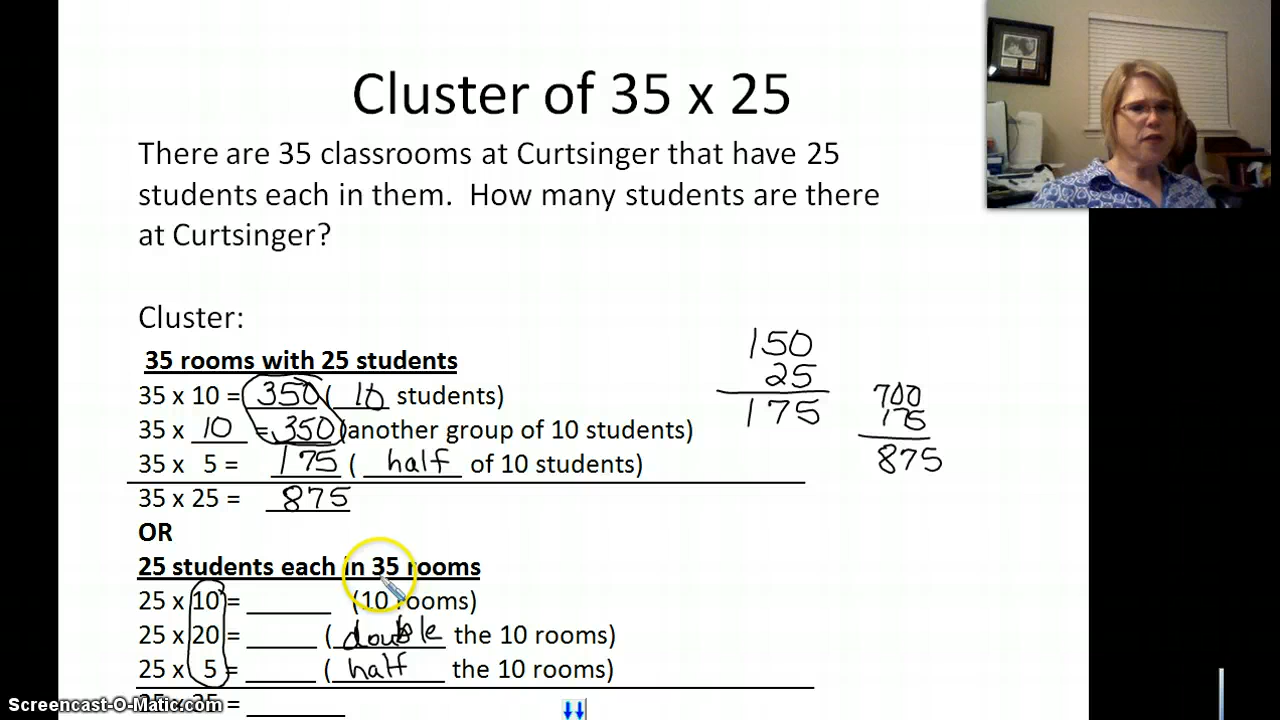 Cluster of 35 x 25
There are 35 classrooms at Curtsinger that have 25
students each in them. How many students are there
at Curtsinger?
Cluster:
35 rooms with 25 students
35 x 10 = 350 ( 10 students)
35 x 10 = 350 (another group of 10 students)
35 x 5 = 175 ( half of 10 students)
35 x 25 = 875
150
25
175
700
175
875
OR
25 students each in 35 rooms
25 x 10 = ______ (10 rooms)
25 x 20 = _____ ( double the 10 rooms)
25 x 5 = _____ ( half the 10 rooms)
Screencast-O-Matic.com